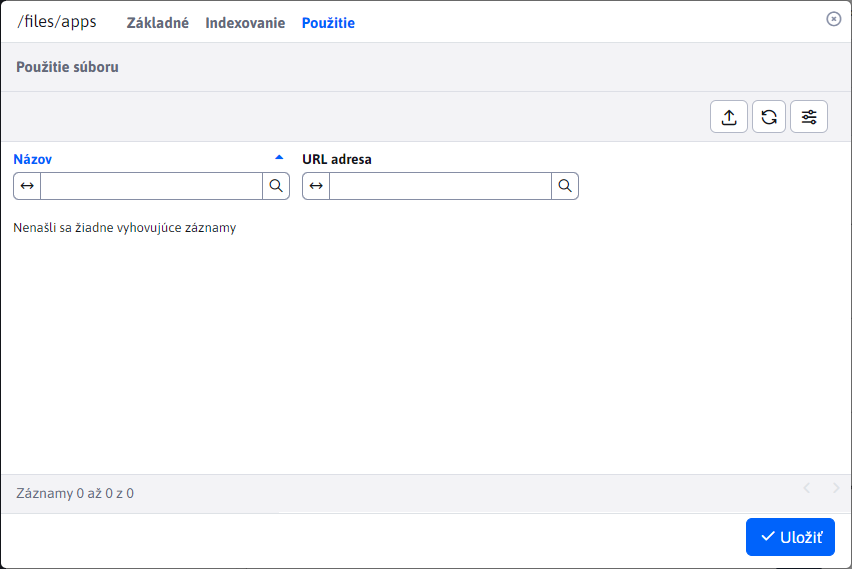 /files/apps Základné Indexovanie Použitie
Použitie súboru
Názov URL adresa
Nenašli sa žiadne vyhovujúce záznamy
Záznamy 0 až 0 z 0
Uložiť